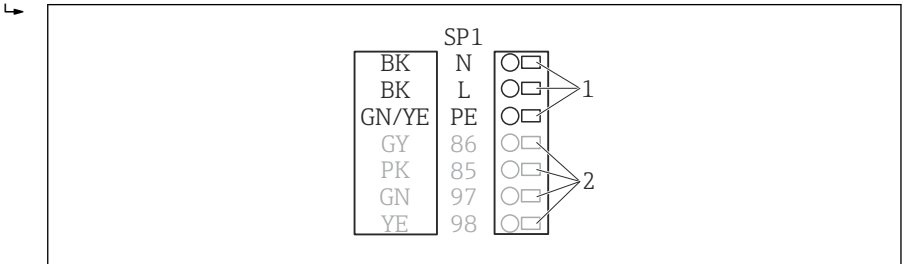 SP1
BK N
BK L 1
GN/YE PE
GY 86
PK 85 2
GN 97
YE 98